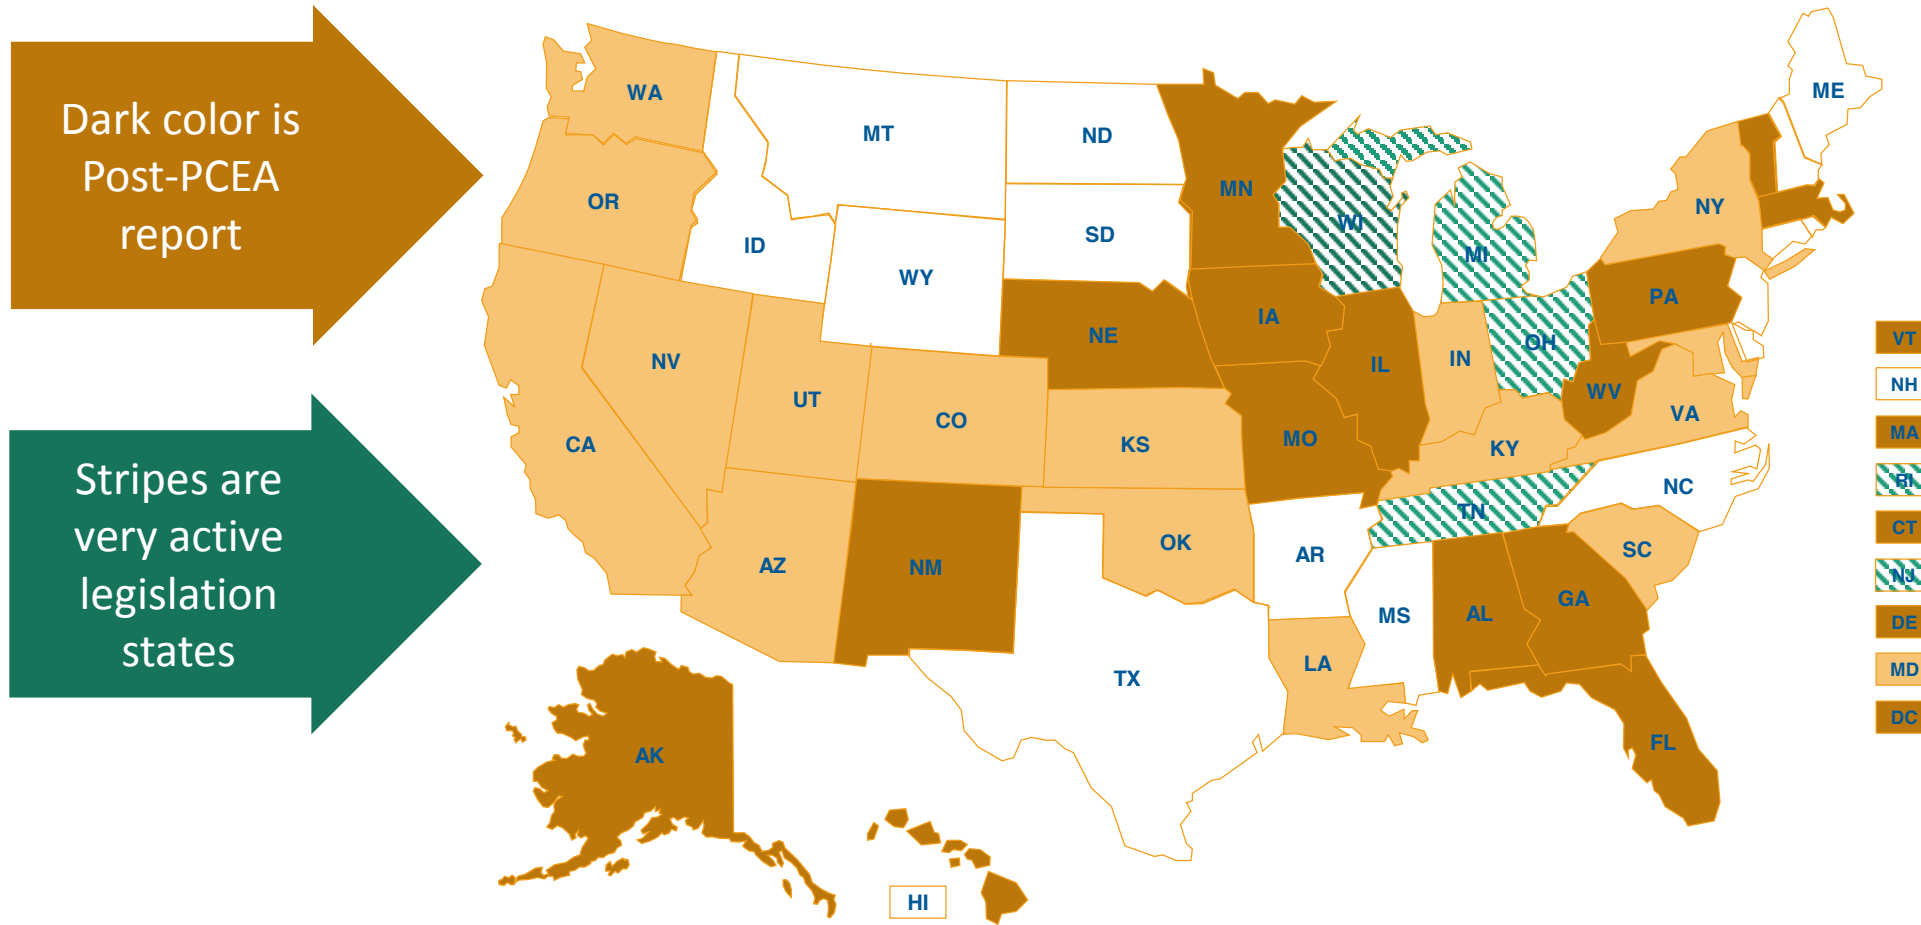 Dark color is
Post-PCEA
report
Stripes are
very active
legislation
states
WA
MT
ND
ME
OR
ID
WY
SD
MN
WI
MI
NY
NE
IA
PA
NV
UT
CO
CA
KS
MO
IL
IN
OH
WV
VA
KY
NC
TN
AZ
NM
OK
AR
SC
MS
AL
GA
LA
TX
FL
AK
HI
VT
NH
MA
RI
CT
NJ
DE
MD
DC